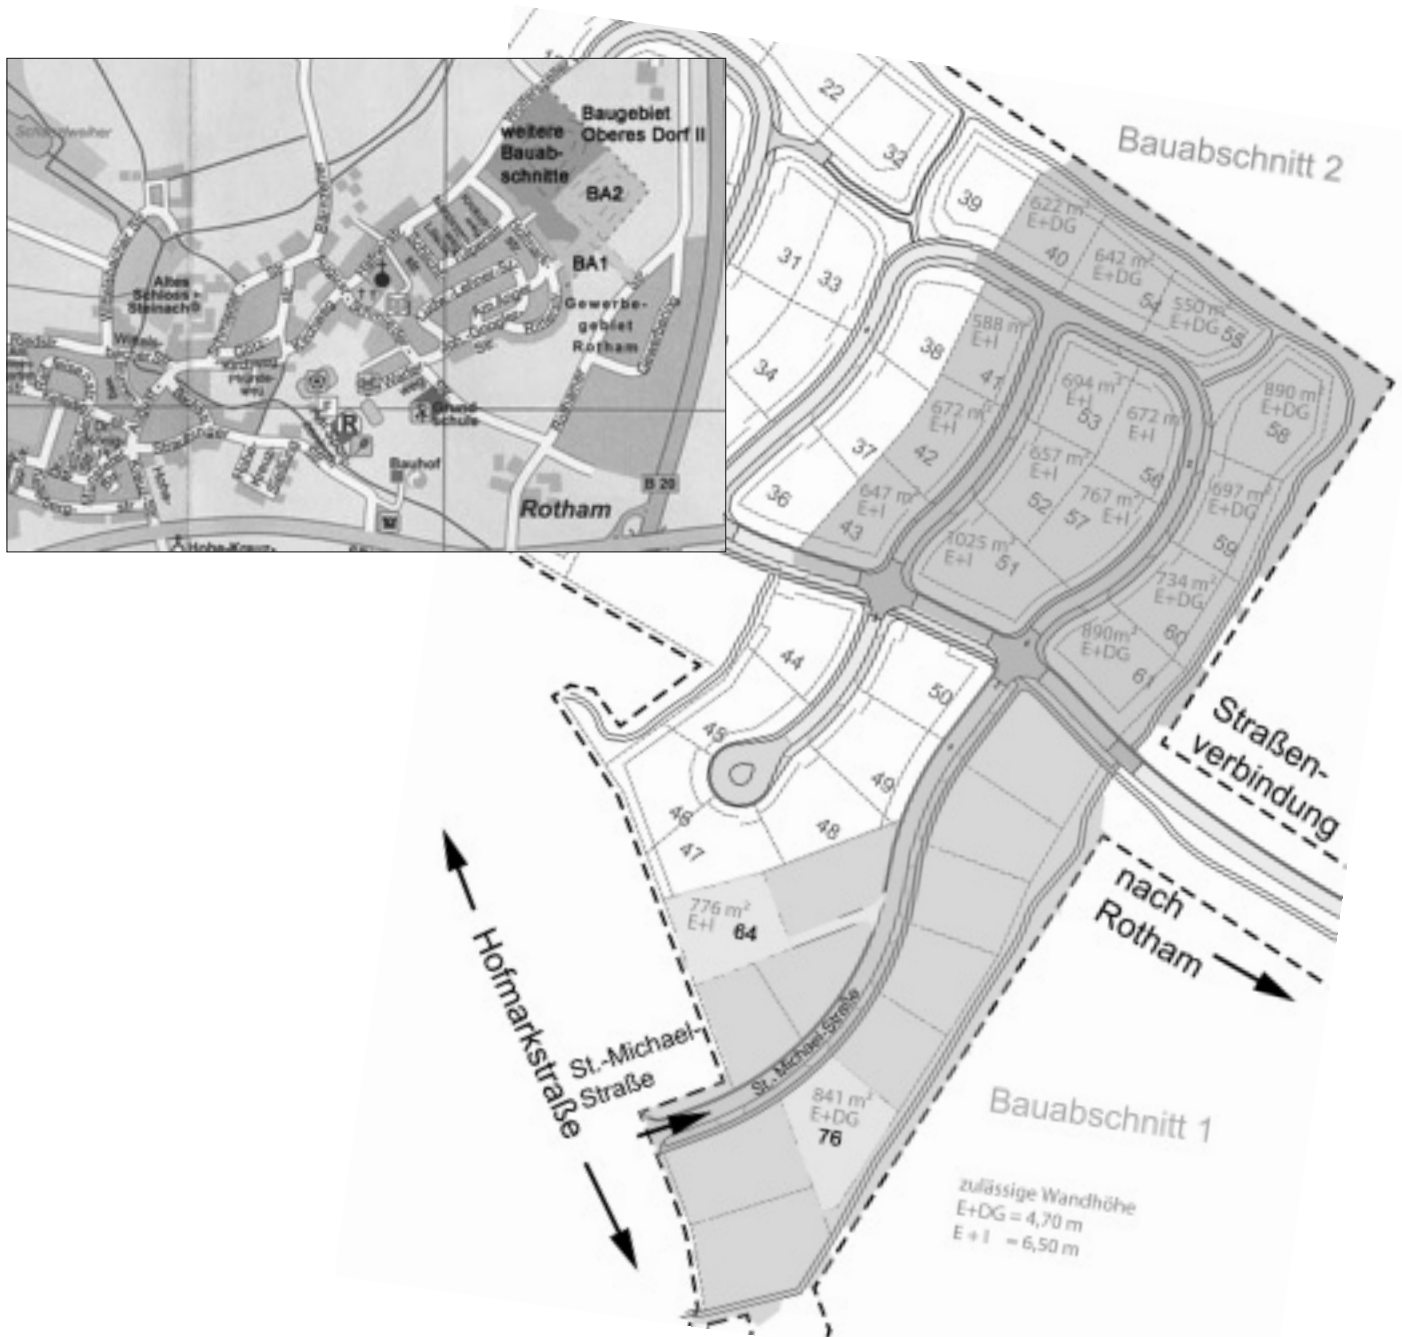 Baugebiet
Oberes Dorf II
weitere
Bauab-
schnitte
BA2
BA1
Gewerbe-
gebiet
Rotham
Altes
Schloss
Steinach
Grund-
schule
Bauhof
Rotham
B 20
R
Bauabschnitt 2
22
32
39
31
33
34
38
37
36
622 m²
E+DG
40
642 m²
E+DG
54
550 m²
E+DG
55
588 m²
E+I
41
672 m²
E+I
42
647 m²
E+I
43
694 m²
E+I
53
672 m²
E+I
56
657 m²
E+I
52
767 m²
E+I
57
1025 m²
E+I
51
890 m²
E+DG
58
697 m²
E+DG
59
734 m²
E+DG
60
890m²
E+DG
61
44
50
45
49
46
48
47
Straßen-
verbindung
nach
Rotham
776 m²
E+I
64
Hofmarkstraße
St.-Michael-
Straße
St. Michael-Straße
841 m²
E+DG
76
Bauabschnitt 1
zulässige Wandhöhe
E+DG = 4,70 m
E + I = 6,50 m